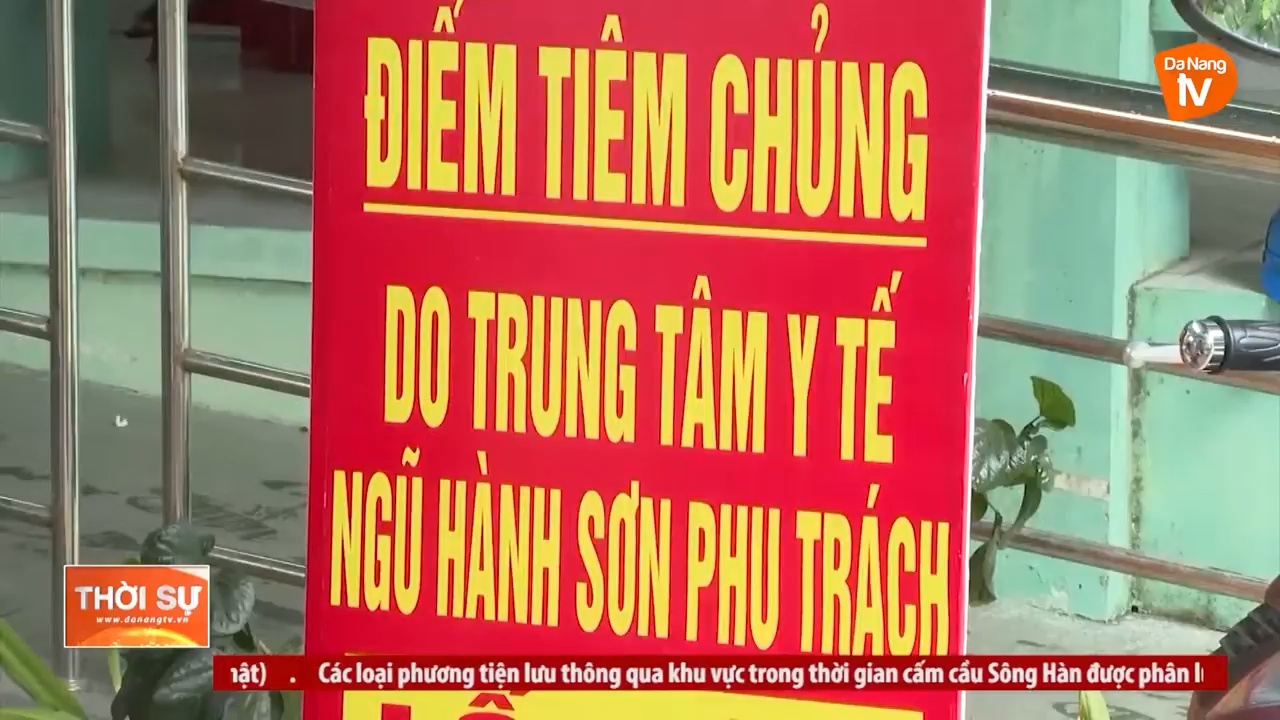 Da Nang
tv
ĐIỂM TIÊM CHỦNG
DO TRUNG TÂM Y TẾ
NGŨ HÀNH SƠN PHỤ TRÁCH
THỜI SỰ
www.danangtv.vn
Các loại phương tiện lưu thông qua khu vực trong thời gian cấm cầu Sông Hàn được phân